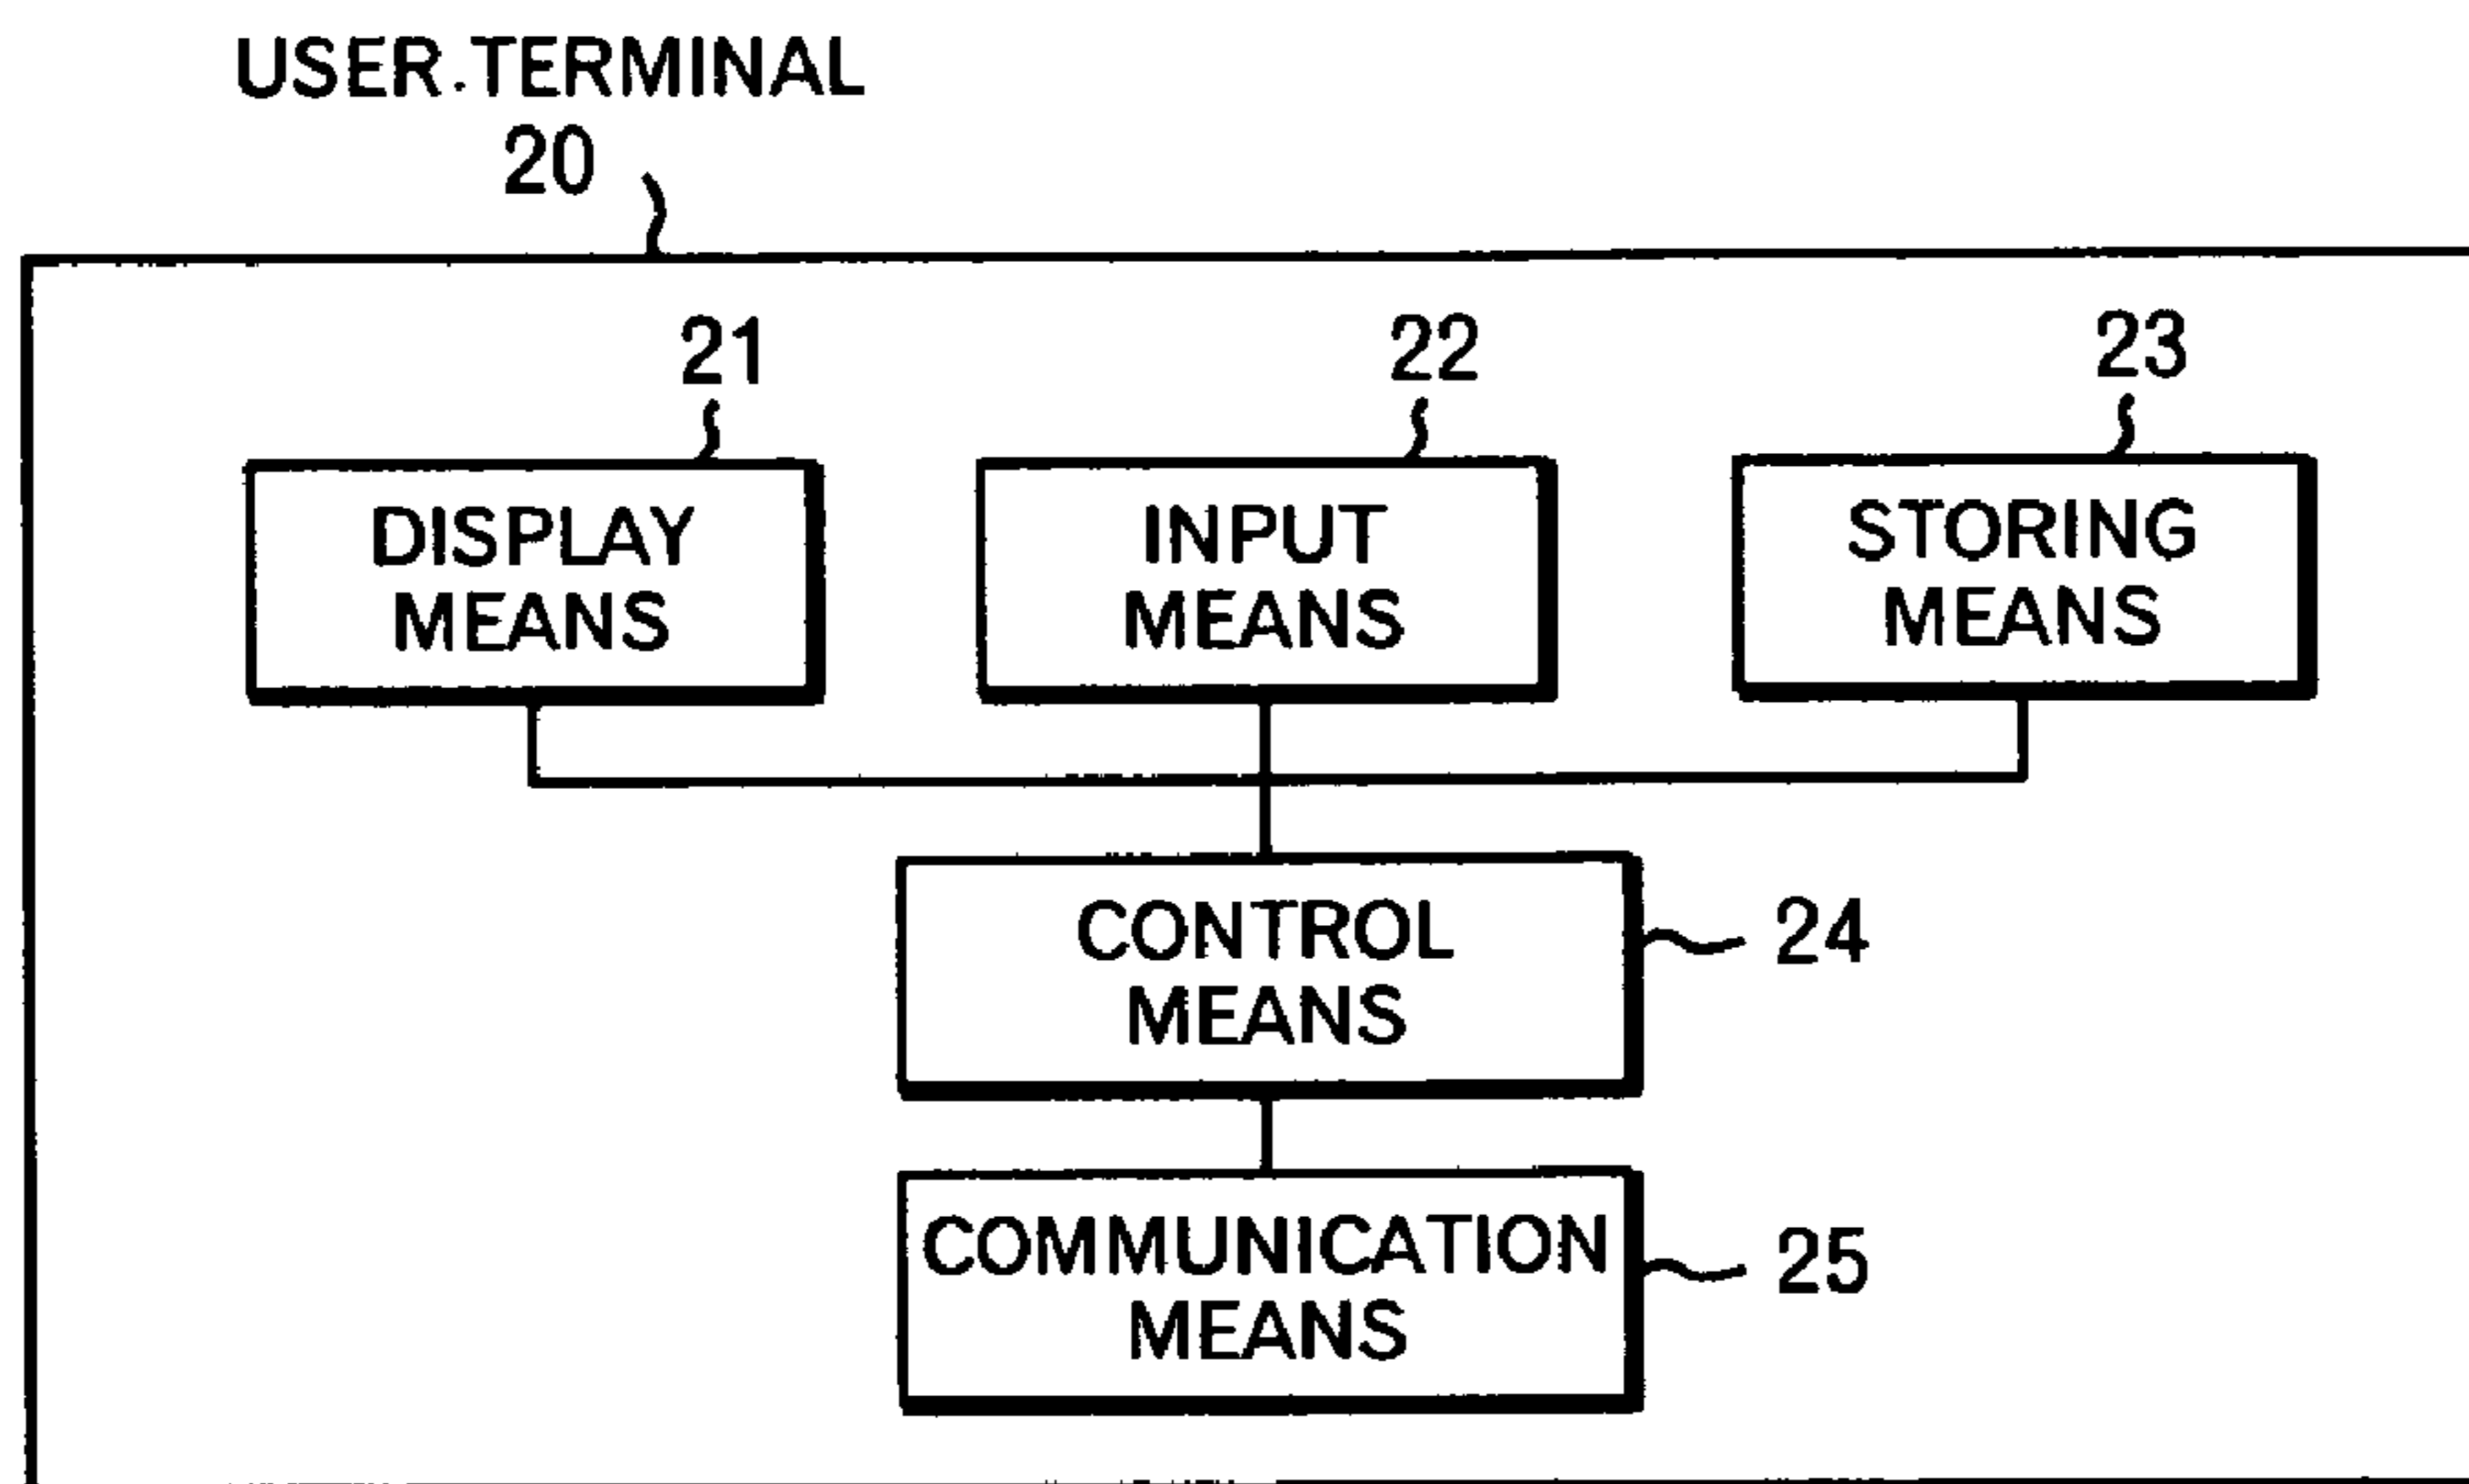 USER.TERMINAL
20
21
22
23
DISPLAY
MEANS
INPUT
MEANS
STORING
MEANS
CONTROL
MEANS
24
COMMUNICATION
MEANS
25